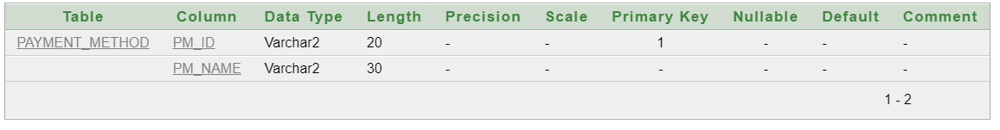 Table Column Data Type Length Precision Scale Primary Key Nullable Default Comment
PAYMENT_METHOD PM_ID Varchar2 20 - - 1 - - -
PM_NAME Varchar2 30 - - - - - -
1 - 2